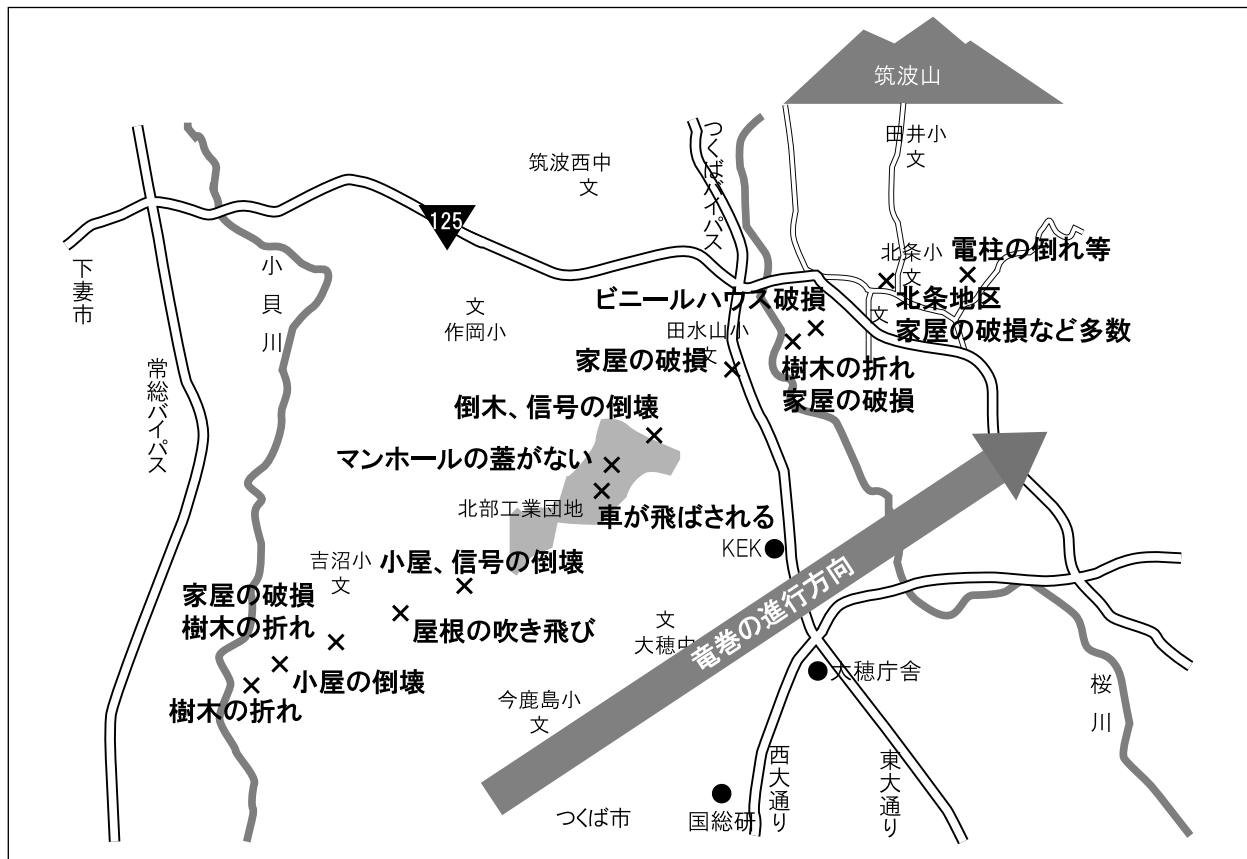 筑波山
田井小
文
つくばバイパス
筑波西中
文
125
下妻市
小貝川
常総バイパス
文
作岡小
北条小
文
電柱の倒れ等
北条地区
家屋の破損など多数
文
ビニールハウス破損
田水山小
文
家屋の破損
樹木の折れ
家屋の破損
倒木、信号の倒壊
マンホールの蓋がない
北部工業団地
車が飛ばされる
KEK
吉沼小
文
小屋、信号の倒壊
家屋の破損
樹木の折れ
屋根の吹き飛び
小屋の倒壊
樹木の折れ
文
大穂中
竜巻の進行方向
今鹿島小
文
大穂庁舎
桜川
西大通り
東大通り
つくば市
国総研